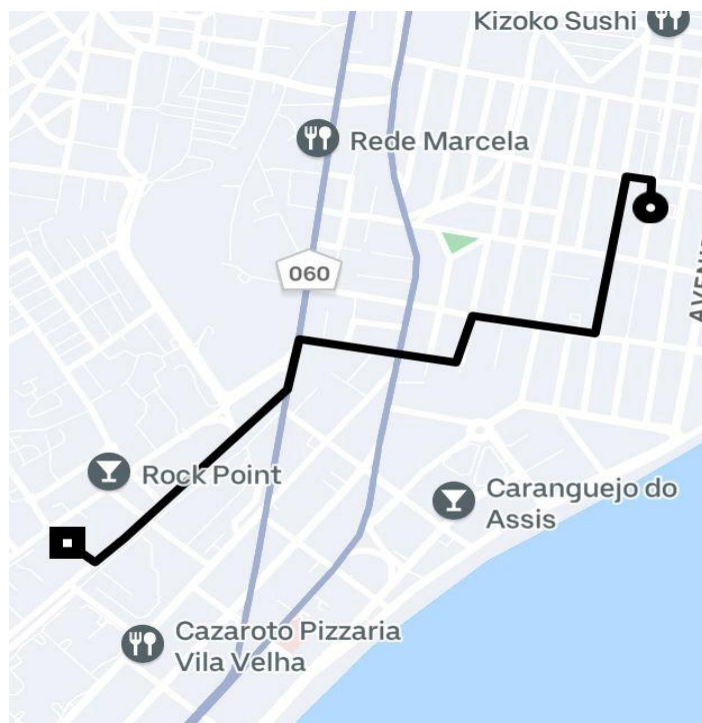 Kizoko Sushi
Rede Marcela
060
Rock Point
Caranguejo do
Assis
Cazaroto Pizzaria
Vila Velha